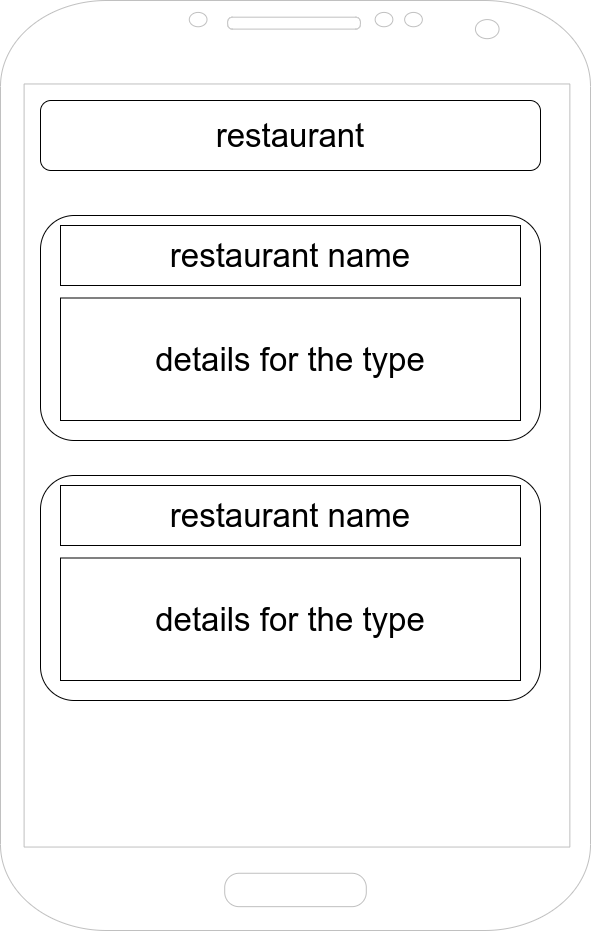 restaurant
restaurant name
details for the type
restaurant name
details for the type